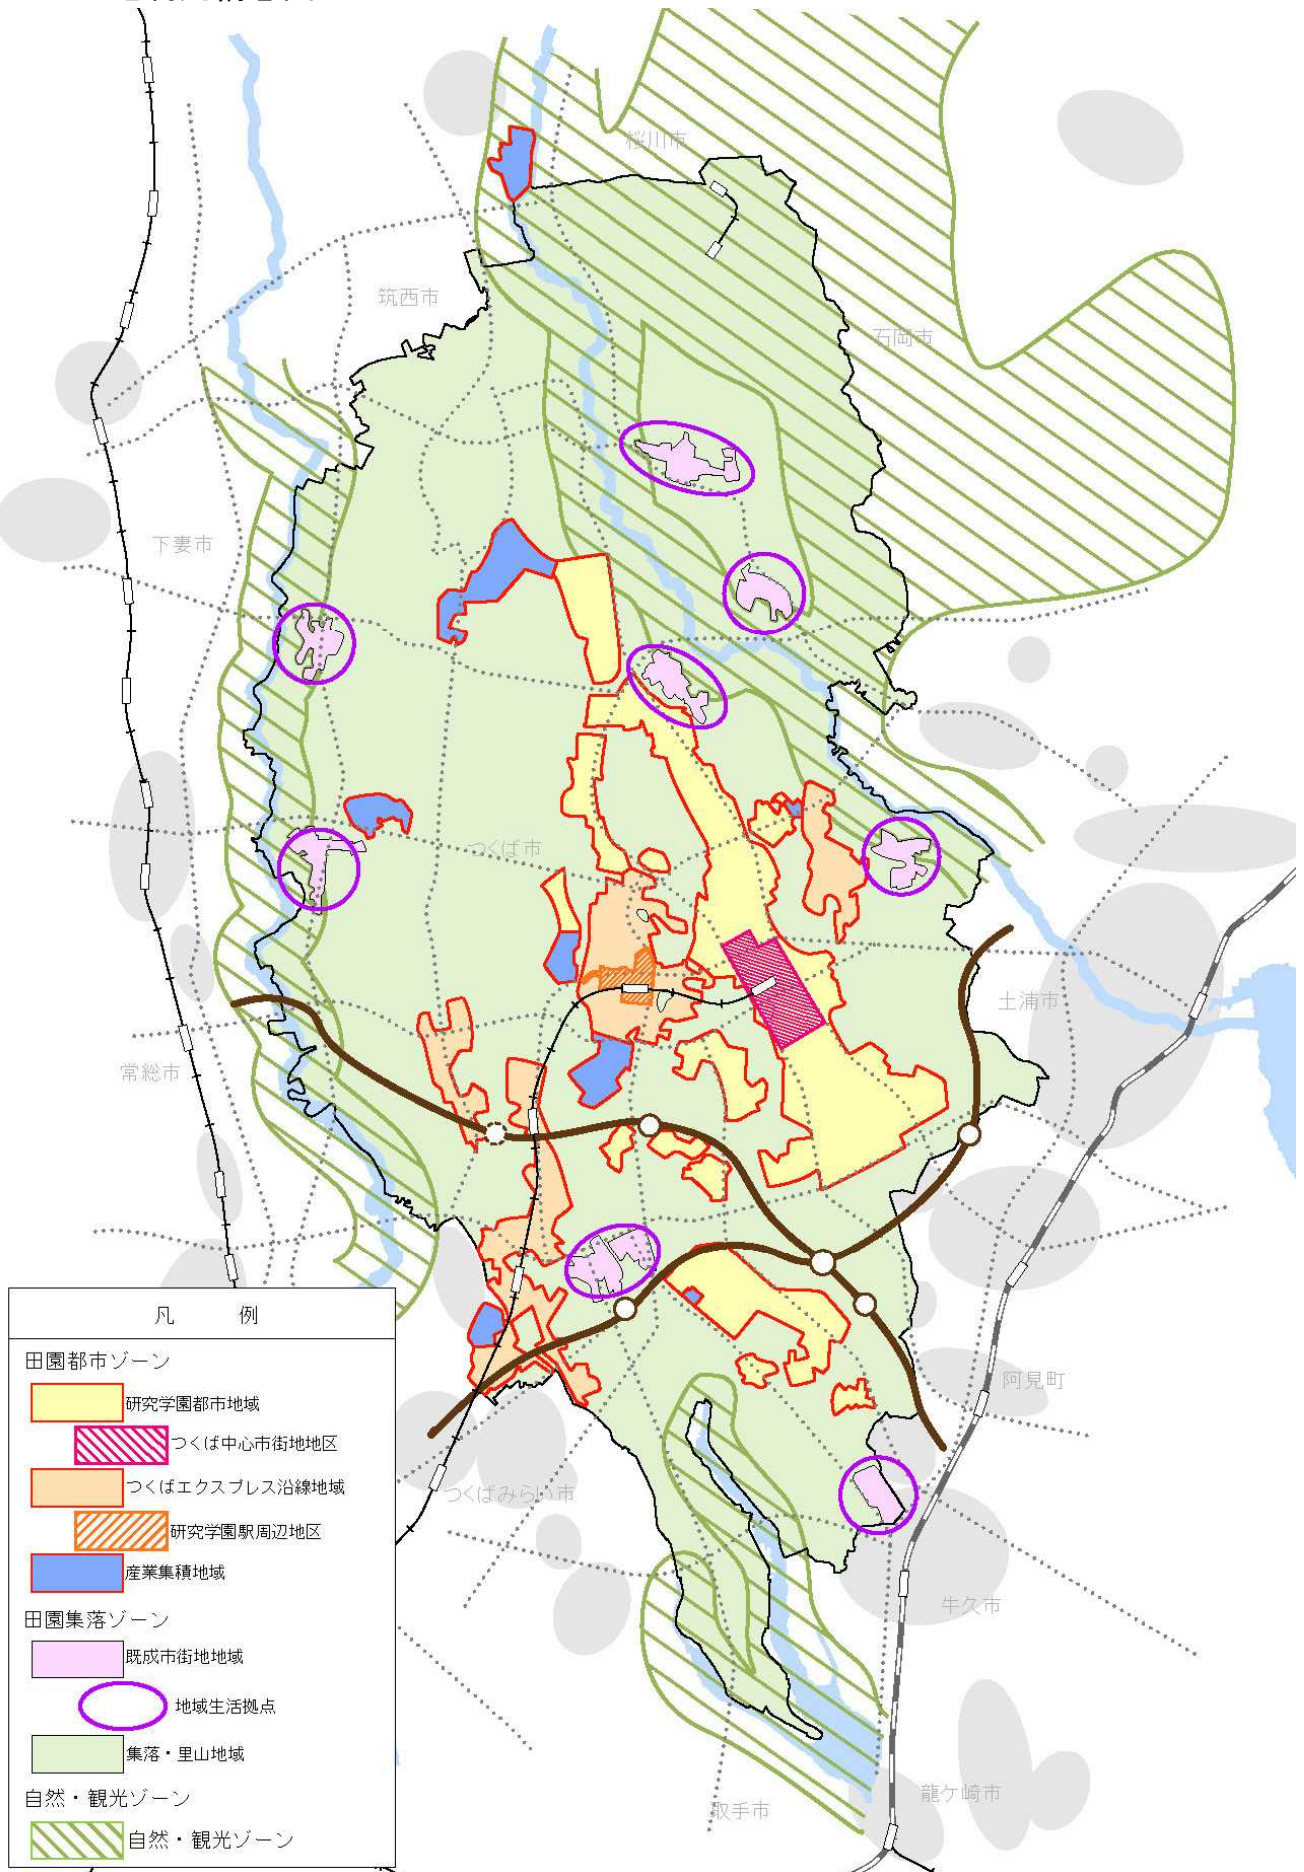 桜川市
筑西市
石岡市
下妻市
つくば市
土浦市
常総市
阿見町
つくばみらい市
牛久市
龍ケ崎市
取手市
凡 例
田園都市ゾーン
研究学園都市地域
つくば中心市街地地区
つくばエクスプレス沿線地域
研究学園駅周辺地区
産業集積地域
田園集落ゾーン
既成市街地地域
地域生活拠点
集落・里山地域
自然・観光ゾーン
自然・観光ゾーン